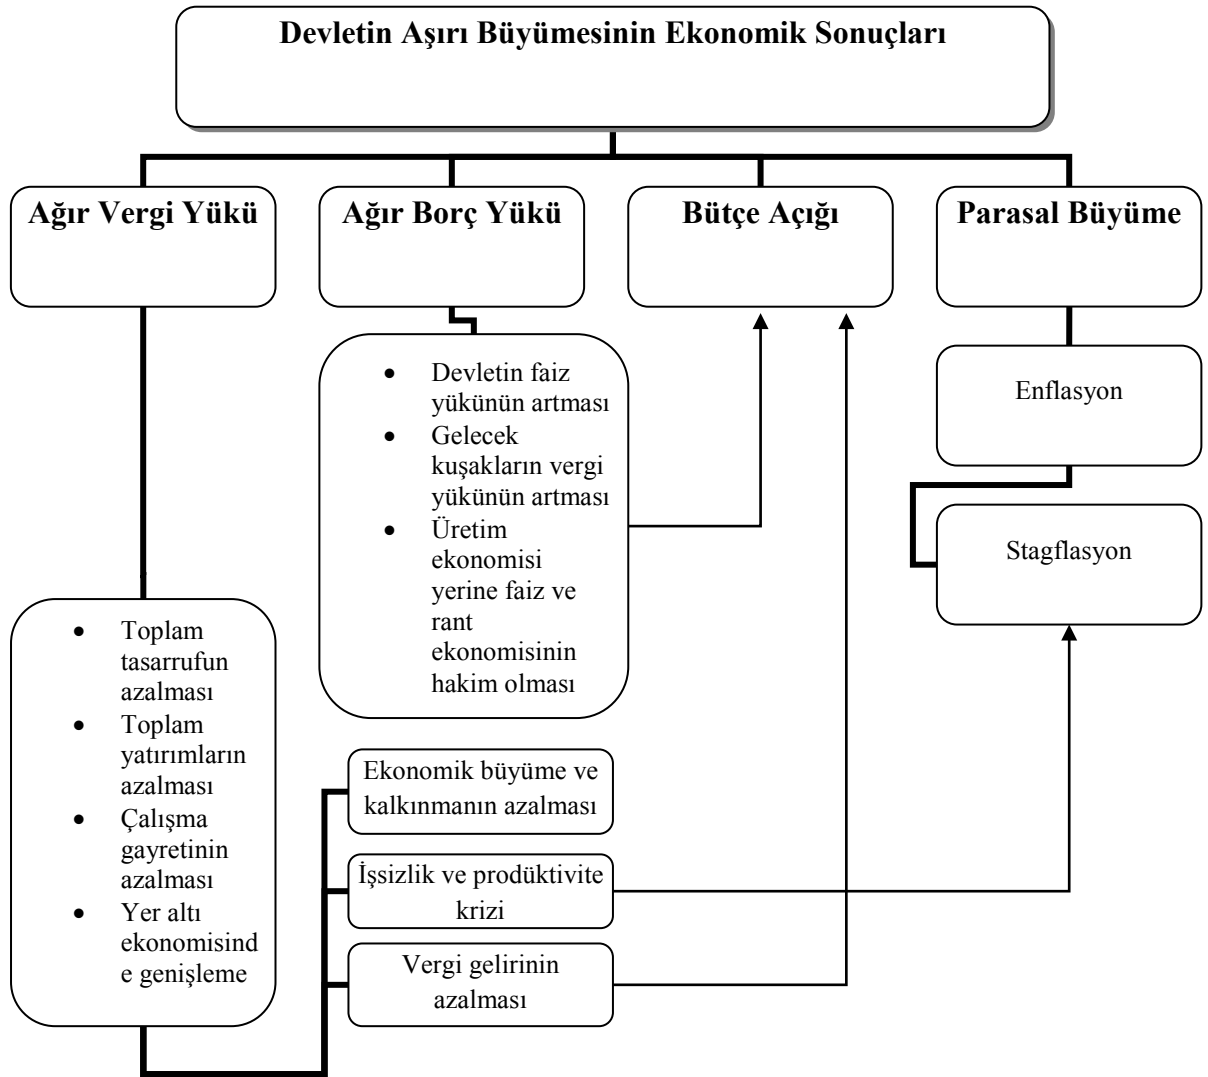 Devletin Aşırı Büyümesinin Ekonomik Sonuçları
Ağır Vergi Yükü
Ağır Borç Yükü
Bütçe Açığı
Parasal Büyüme
• Devletin faiz
yükünün artması
• Gelecek
kuşakların vergi
yükünün artması
• Üretim
ekonomisi
yerine faiz ve
rant
ekonomisinin
hakim olması
Enflasyon
Stagflasyon
• Toplam
tasarrufun
azalması
• Toplam
yatırımların
azalması
• Çalışma
gayretinin
azalması
• Yer altı
ekonomisind
e genişleme
Ekonomik büyüme ve
kalkınmanın azalması
İşsizlik ve prodüktivite
krizi
Vergi gelirinin
azalması